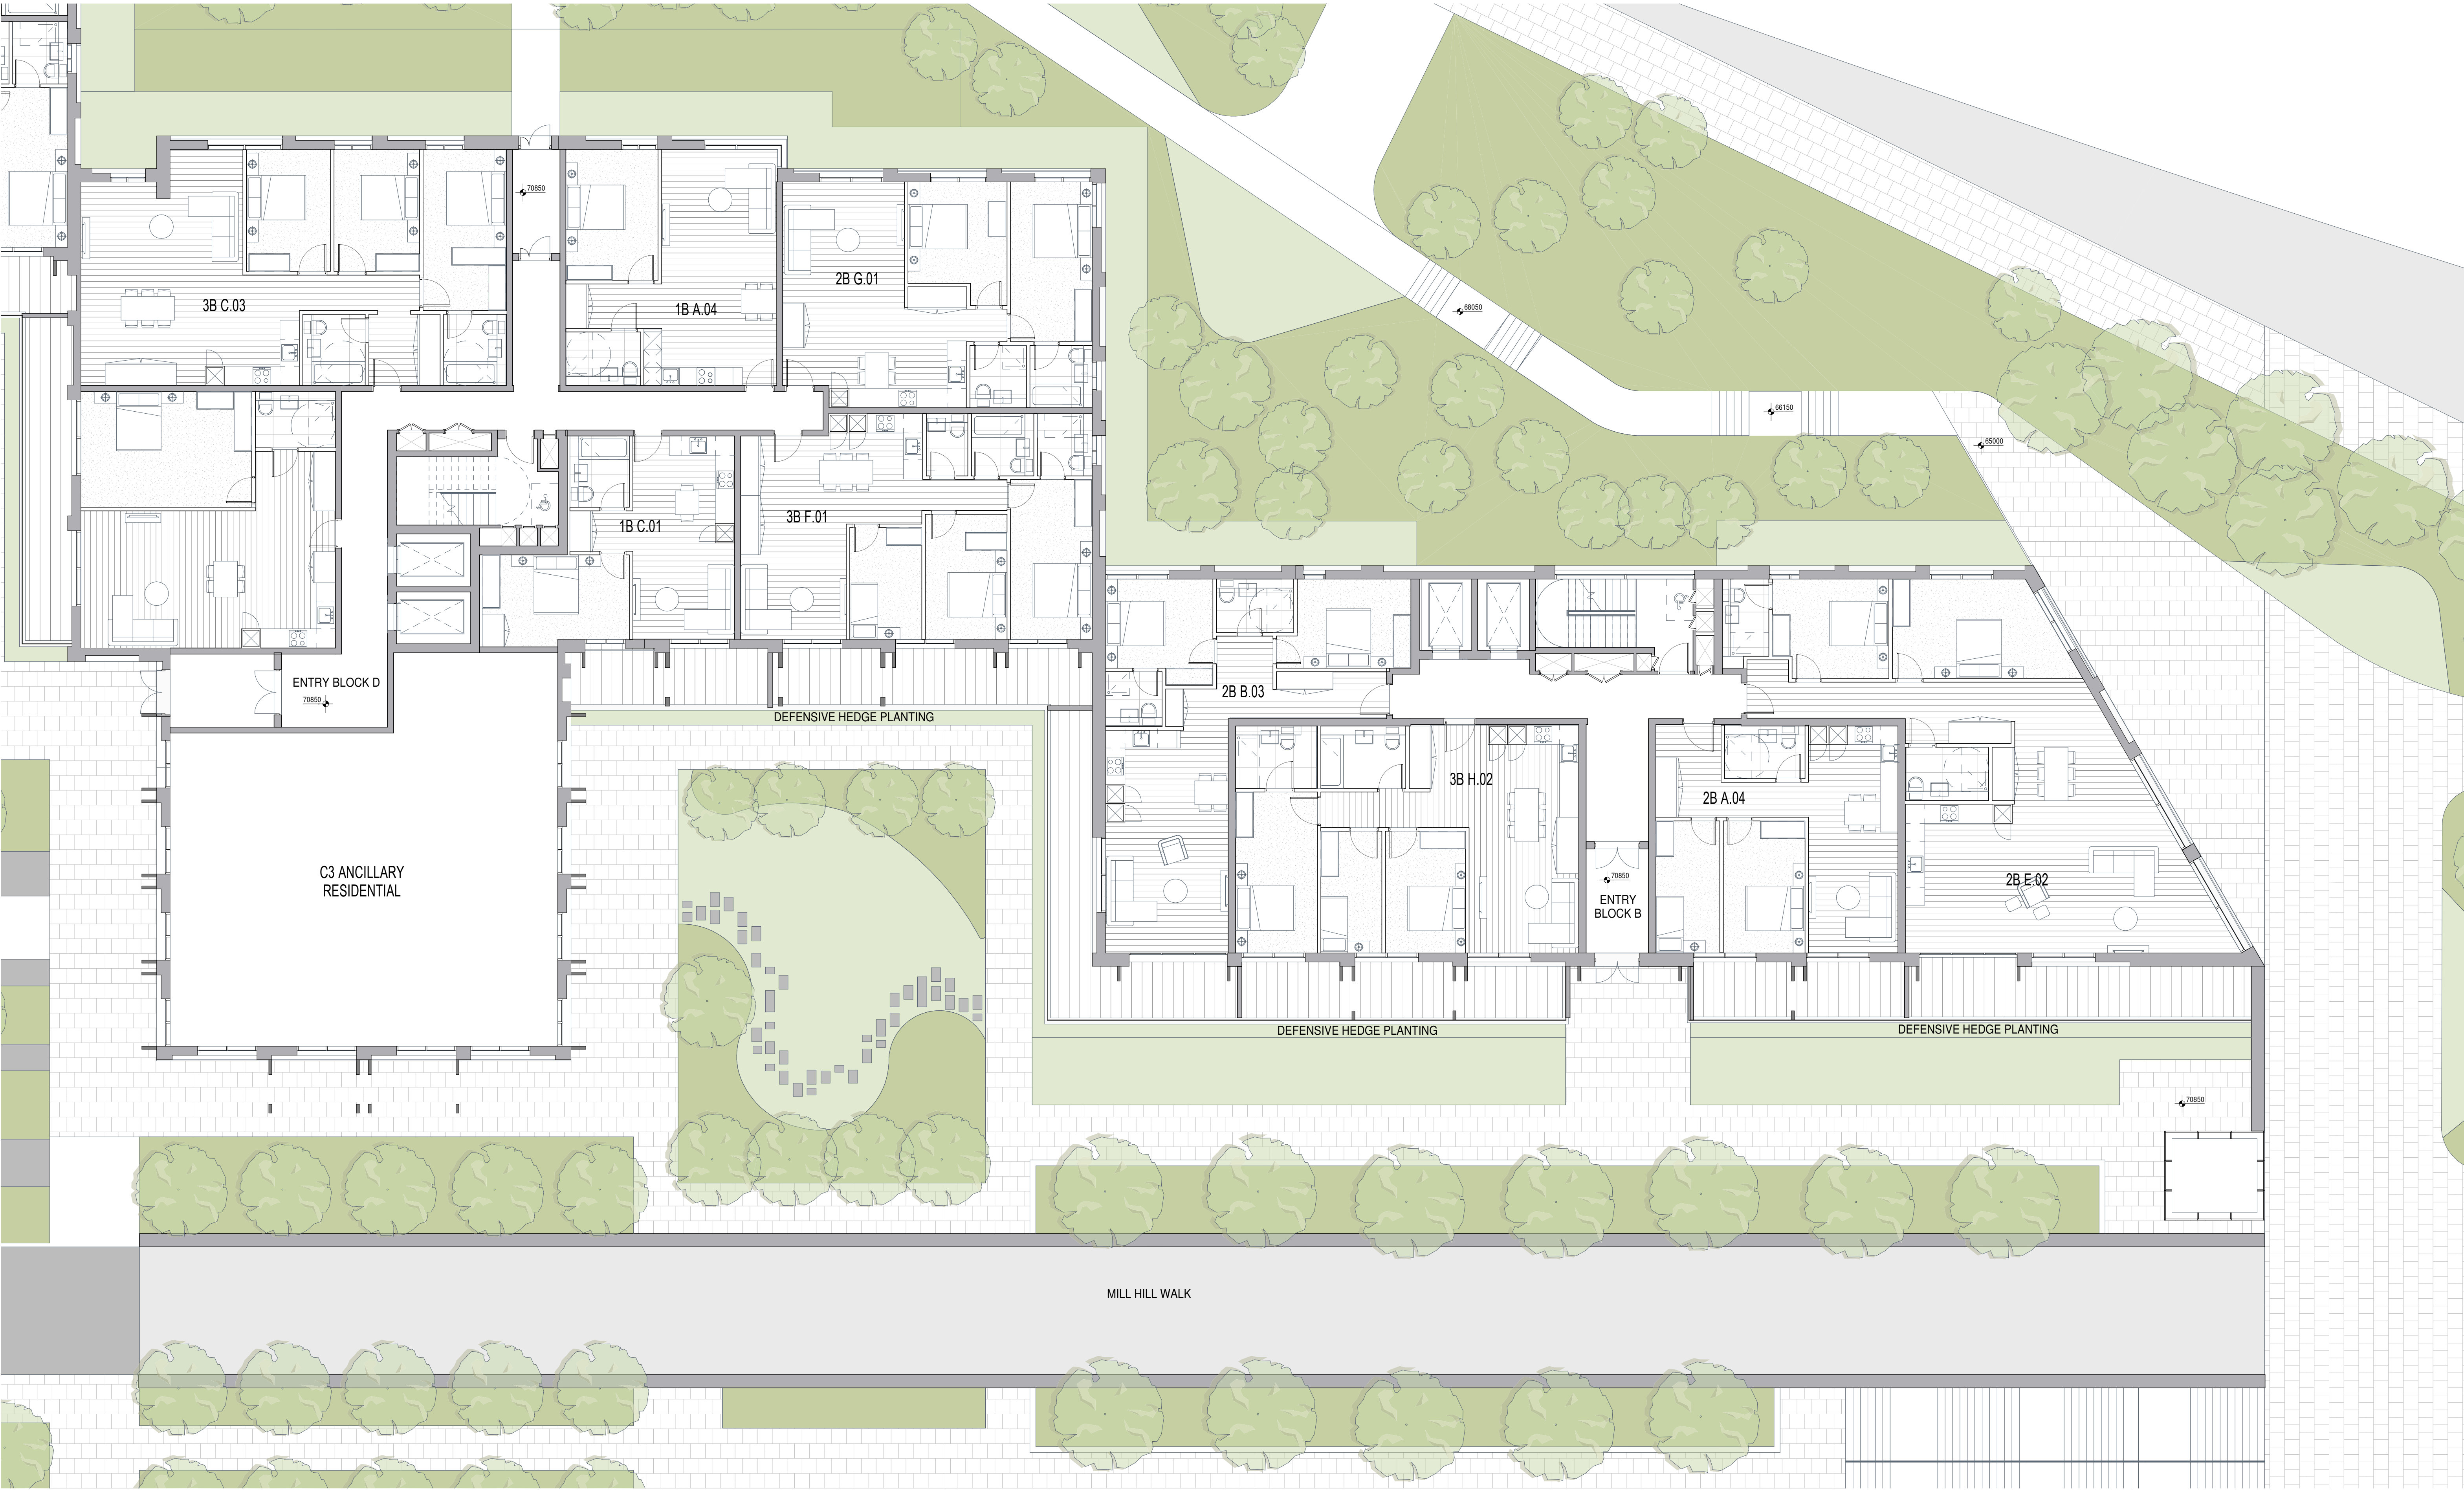 70850
2B G.01
3B C.03
1B A.04
68050
66150
65000
3B F.01
1B C.01
ENTRY BLOCK D
70850
2B B.03
DEFENSIVE HEDGE PLANTING
3B H.02
2B A.04
C3 ANCILLARY
RESIDENTIAL
70850
ENTRY
BLOCK B
2B E.02
DEFENSIVE HEDGE PLANTING
DEFENSIVE HEDGE PLANTING
70850
MILL HILL WALK